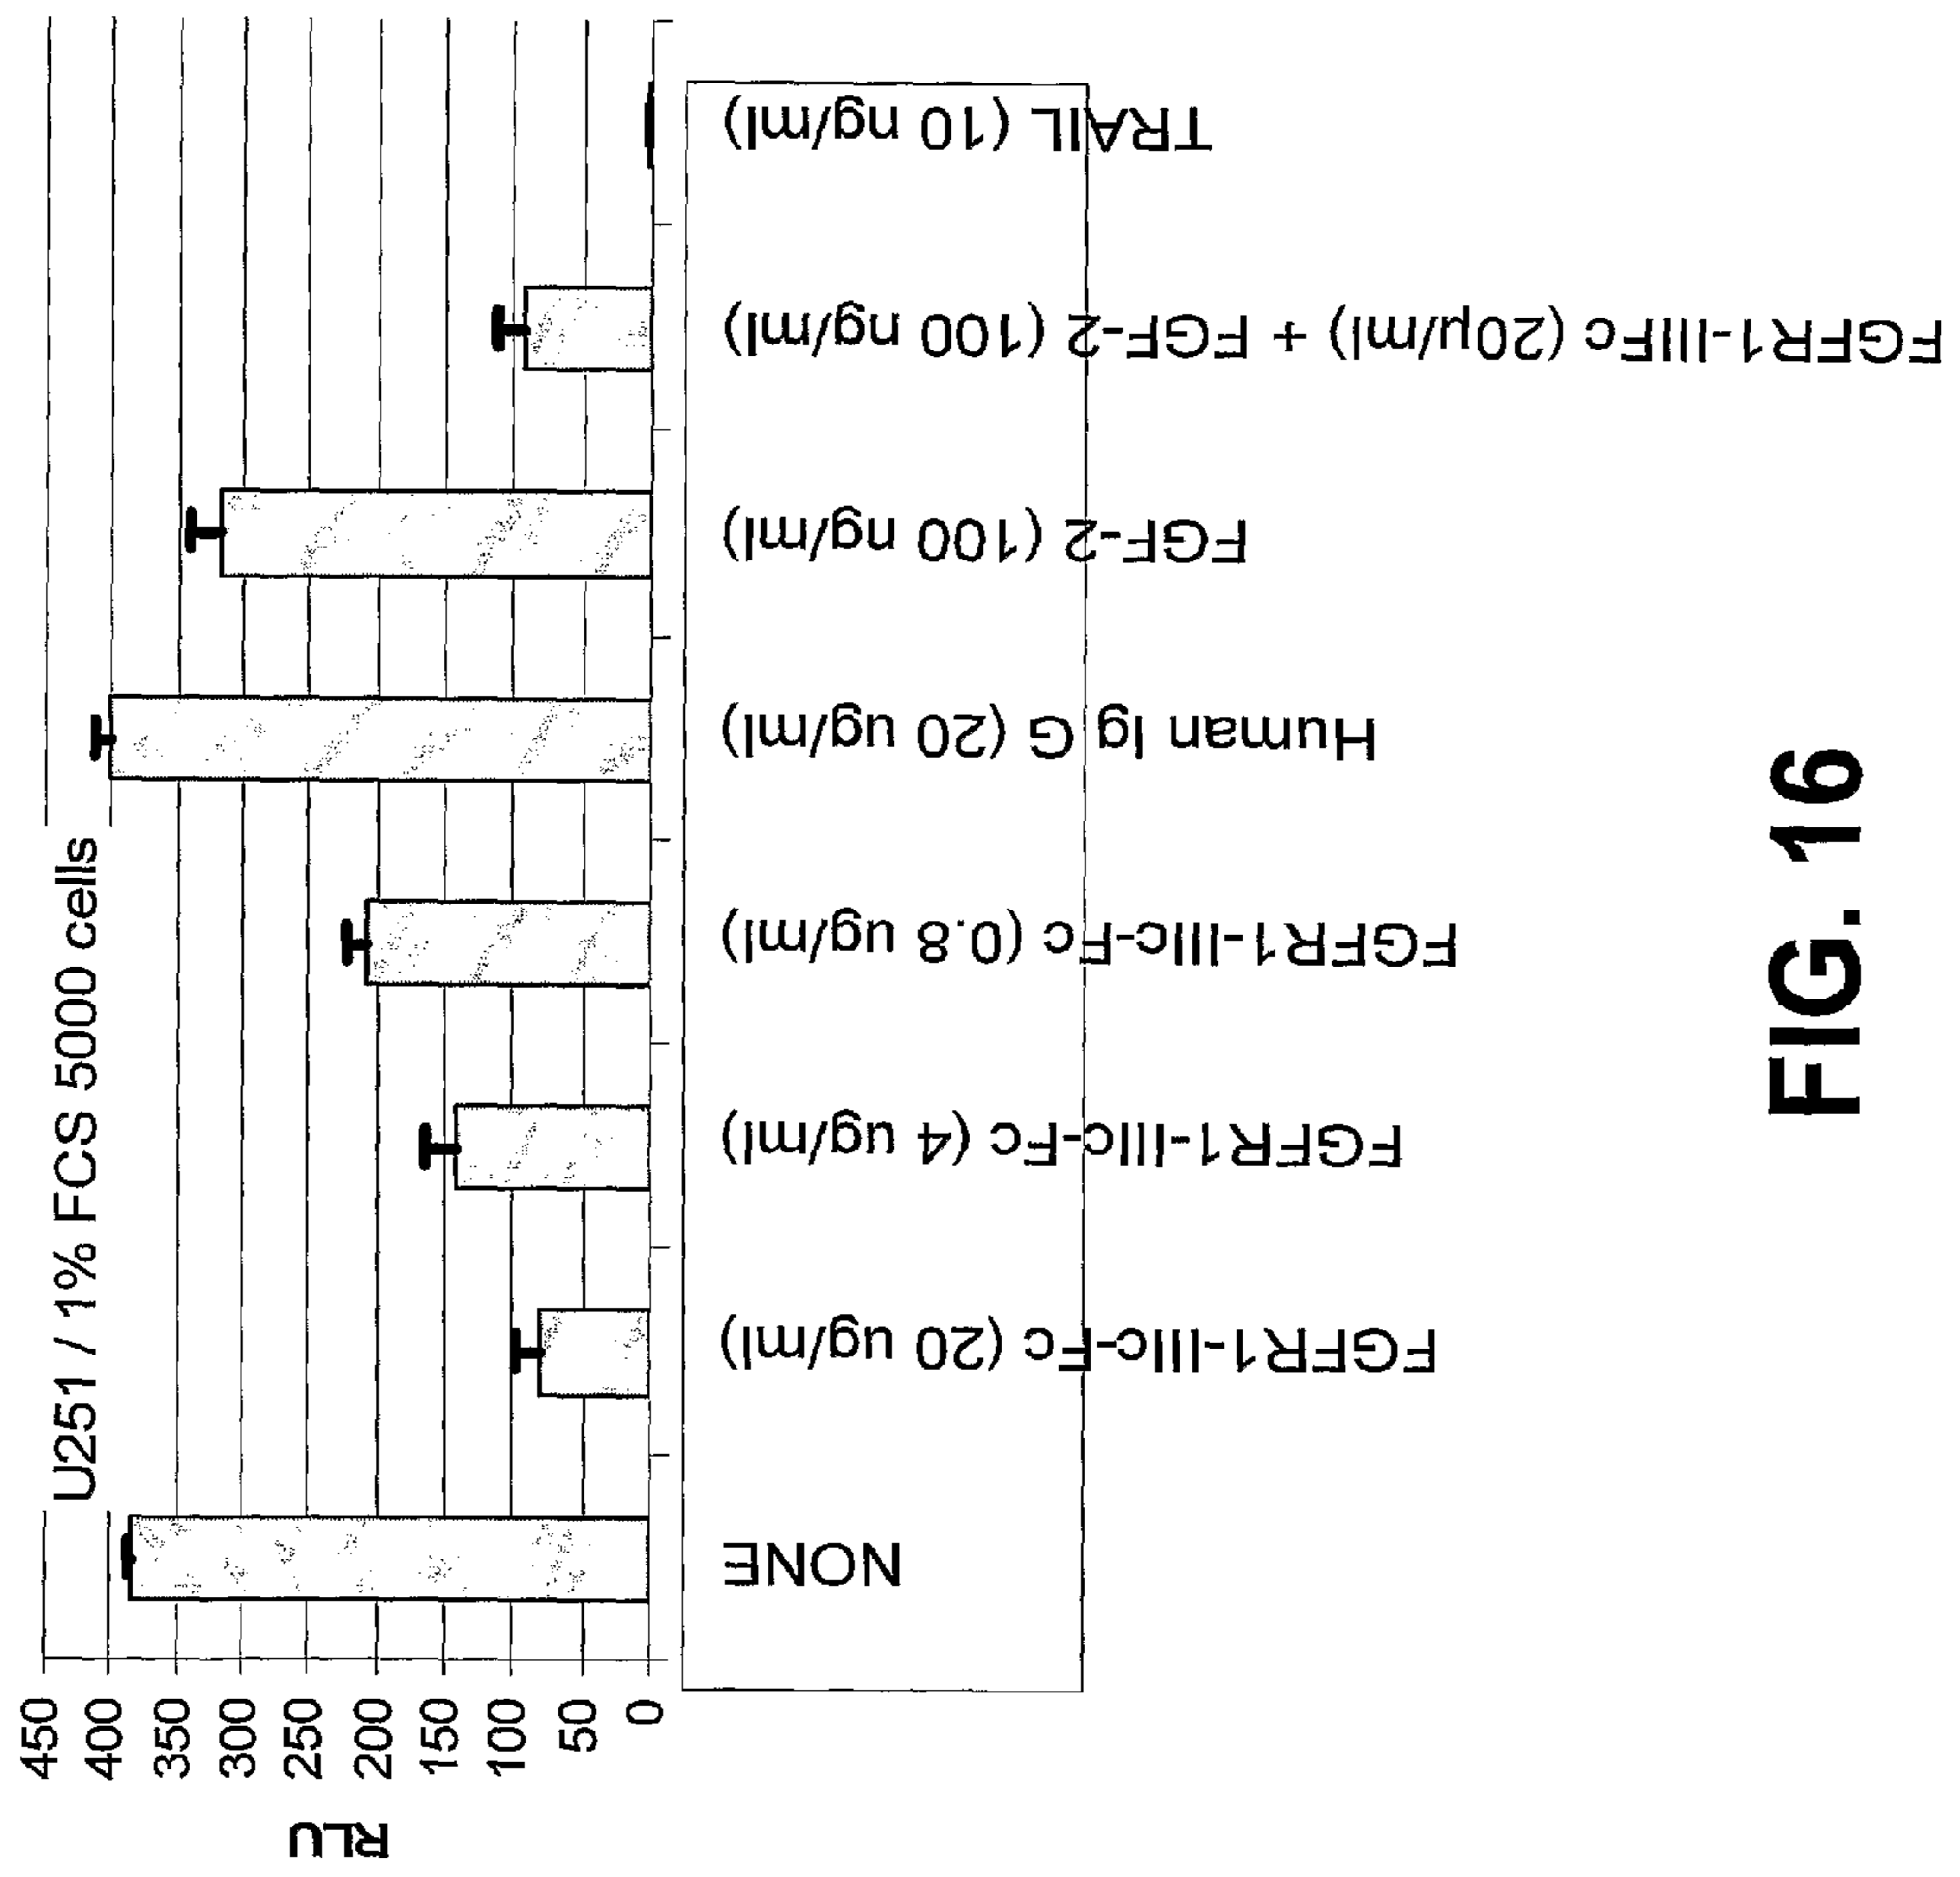 U251 / 1% FCS 5000 cells
RLU
450
400
350
300
250
200
150
100
50
0
NONE
FGFR1-IIIc-Fc (20 ug/ml)
FGFR1-IIIc-Fc (4 ug/ml)
FGFR1-IIIc-Fc (0.8 ug/ml)
Human Ig G (20 ug/ml)
FGF-2 (100 ng/ml)
FGFR1-IIIFc (20µ/ml) + FGF-2 (100 ng/ml)
TRAIL (10 ng/ml)
FIG. 16